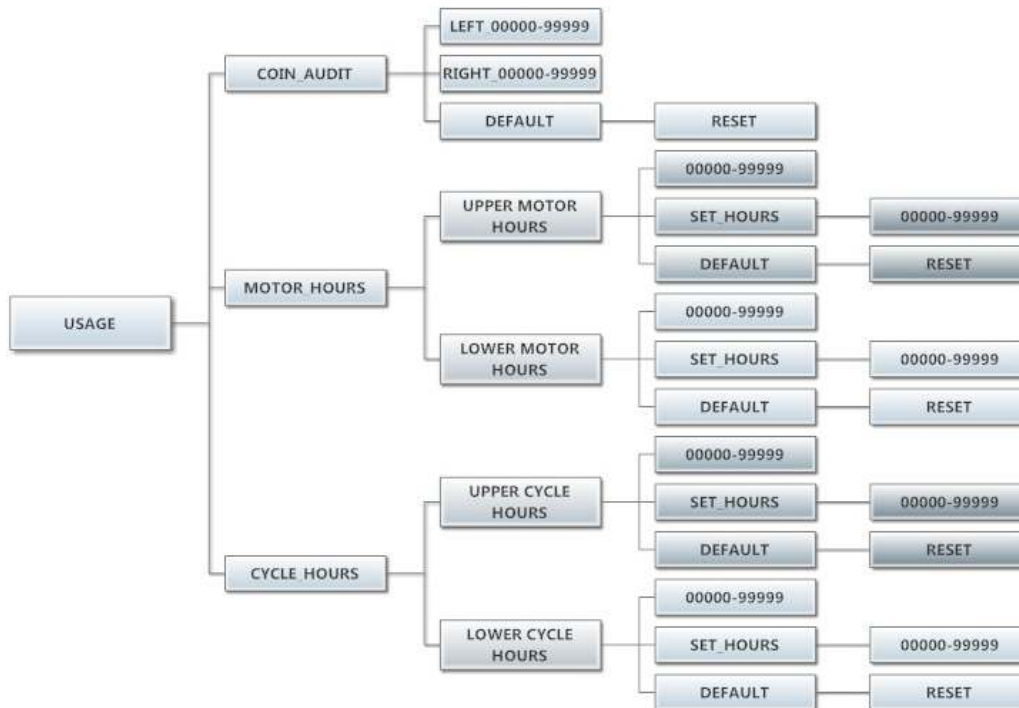 LEFT_00000-99999
COIN_AUDIT
RIGHT_00000-99999
DEFAULT
RESET
00000-99999
UPPER MOTOR
HOURS
SET_HOURS
00000-99999
DEFAULT
RESET
MOTOR_HOURS
00000-99999
USAGE
LOWER MOTOR
HOURS
SET_HOURS
00000-99999
DEFAULT
RESET
00000-99999
UPPER CYCLE
HOURS
SET_HOURS
00000-99999
DEFAULT
RESET
CYCLE_HOURS
00000-99999
LOWER CYCLE
HOURS
SET_HOURS
00000-99999
DEFAULT
RESET